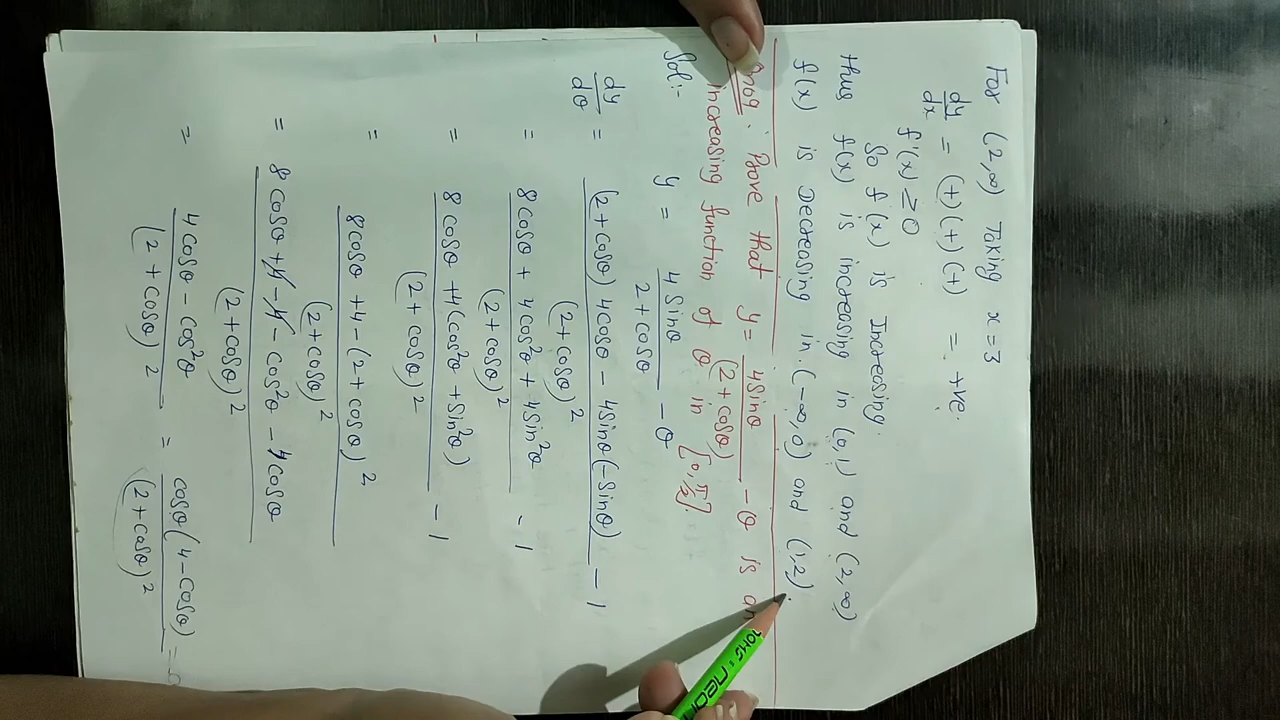 For (2,∞) Taking x=3
dy/dx = (+)(+)(+) = +ve.
f'(x) ≥ 0
So f(x) is Increasing.
thus f(x) is increasing in (0,1) and (2,∞)
f(x) is Decreasing in. (-∞,0) and (1,2).
Prove that y = 4sinθ/(2+cosθ) - θ is an
increasing function of θ in [0, π/2].
Sol:- y = 4sinθ/2+cosθ - θ
dy/dθ = (2+cosθ)4cosθ - 4sinθ(-sinθ)/(2+cosθ)² - 1
= 8cosθ + 4cos²θ + 4sin²θ/(2+cosθ)² - 1
= 8cosθ + 4(cos²θ + sin²θ)/(2+cosθ)² - 1
= 8cosθ + 4 - (2+cosθ)²/(2+cosθ)²
= 8cosθ + 4 - 4 - cos²θ - 4cosθ/(2+cosθ)²
= 4cosθ - cos²θ/(2+cosθ)² = cosθ(4-cosθ)/(2+cosθ)² =
neon